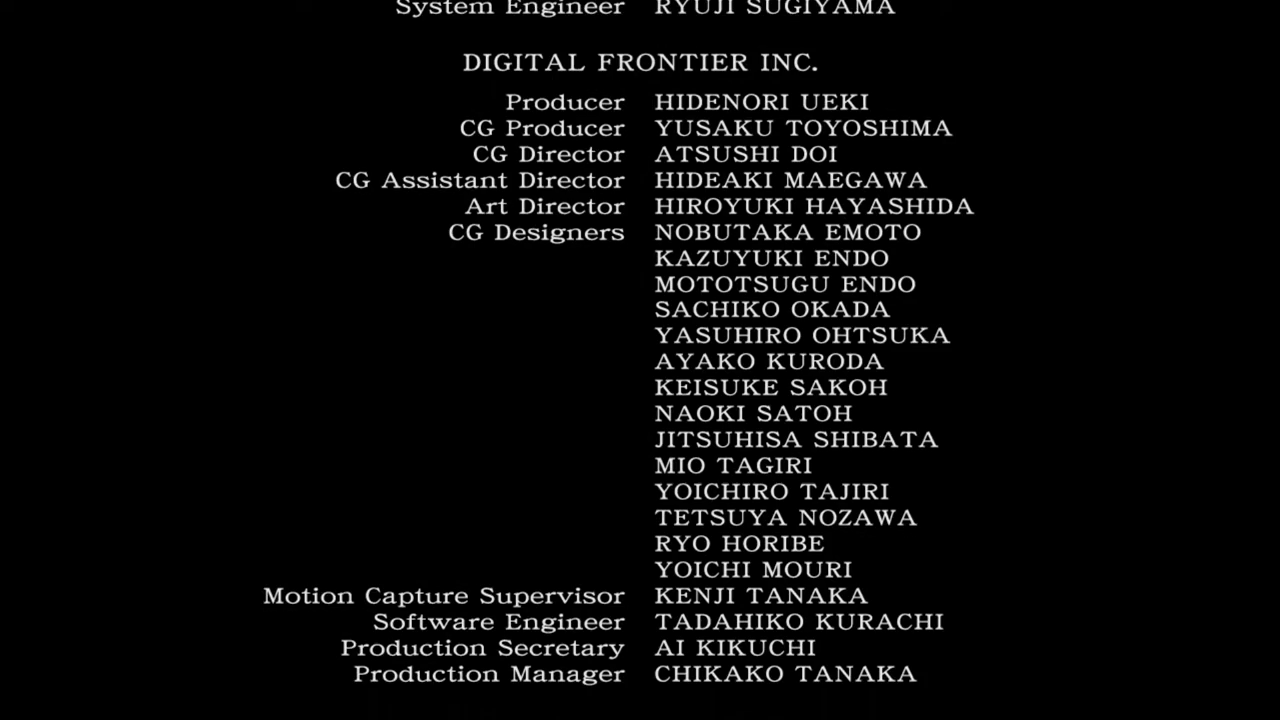 System Engineer RYUJI SUGIYAMA
DIGITAL FRONTIER INC.
Producer HIDENORI UEKI
CG Producer YUSAKU TOYOSHIMA
CG Director ATSUSHI DOI
CG Assistant Director HIDEAKI MAEGAWA
Art Director HIROYUKI HAYASHIDA
CG Designers NOBUTAKA EMOTO
KAZUYUKI ENDO
MOTOTSUGU ENDO
SACHIKO OKADA
YASUHIRO OHTSUKA
AYAKO KURODA
KEISUKE SAKOH
NAOKI SATOH
JITSUHISA SHIBATA
MIO TAGIRI
YOICHIRO TAJIRI
TETSUYA NOZAWA
RYO HORIBE
YOICHI MOURI
Motion Capture Supervisor KENJI TANAKA
Software Engineer TADAHIKO KURACHI
Production Secretary AI KIKUCHI
Production Manager CHIKAKO TANAKA